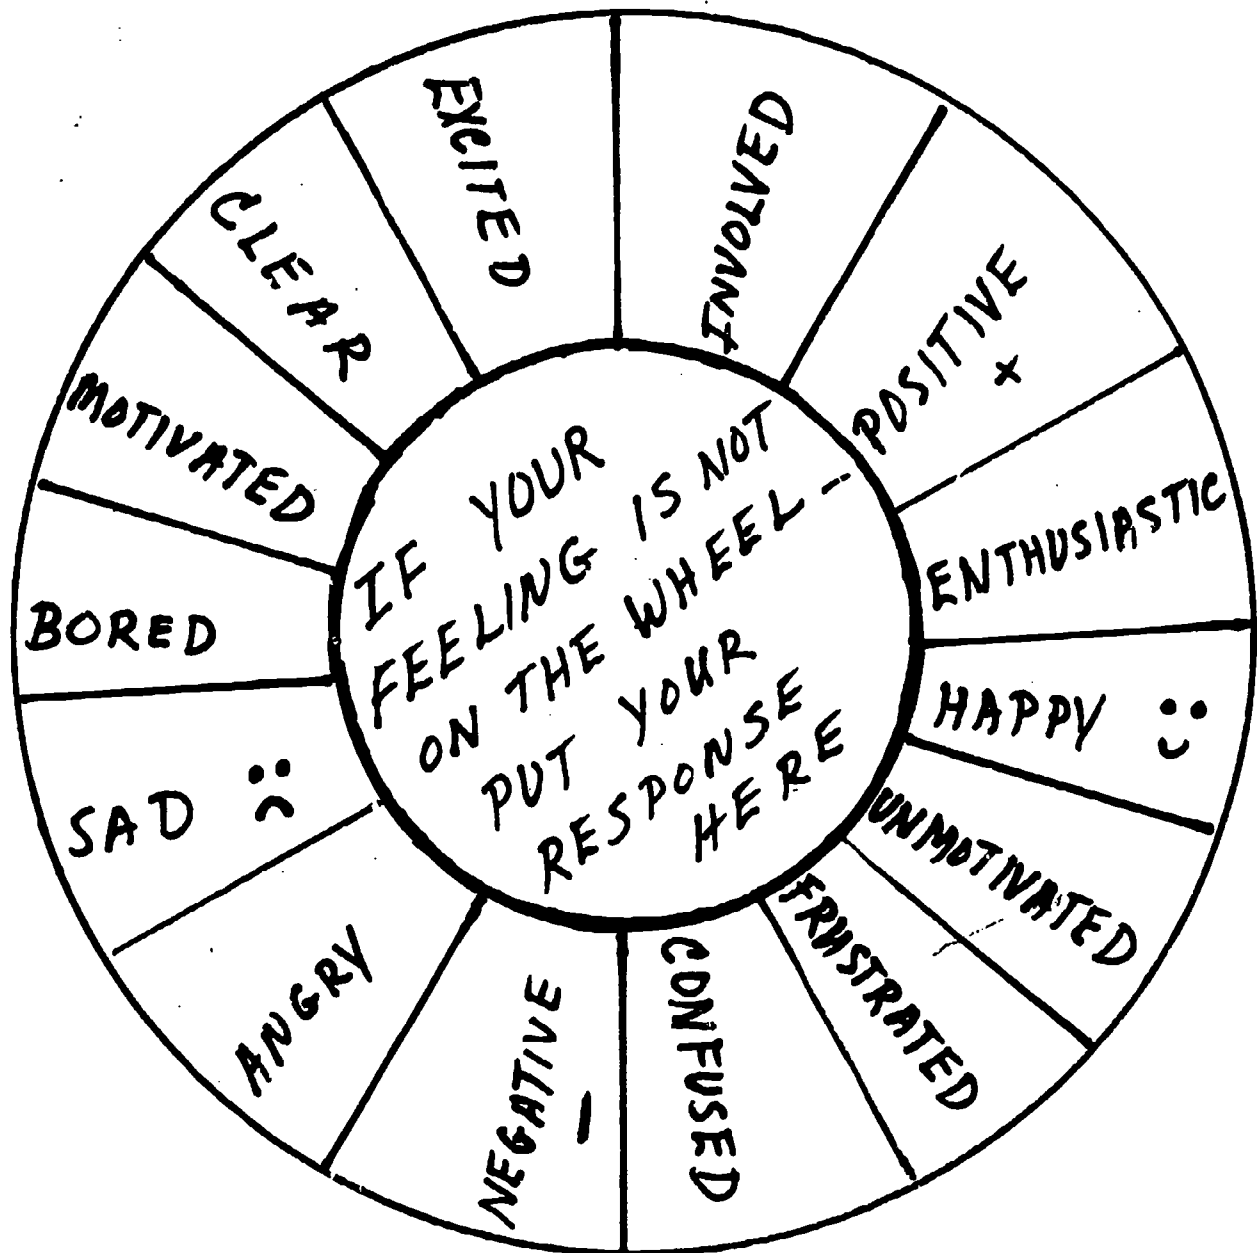 EXCITED
INVOLVED
POSITIVE
+
ENTHUSIASTIC
HAPPY
UNMOTIVATED
FRUSTRATED
CONFUSED
NEGATIVE
-
ANGRY
SAD
BORED
MOTIVATED
CLEAR
IF YOUR
FEELING IS NOT
ON THE WHEEL--
PUT YOUR
RESPONSE
HERE